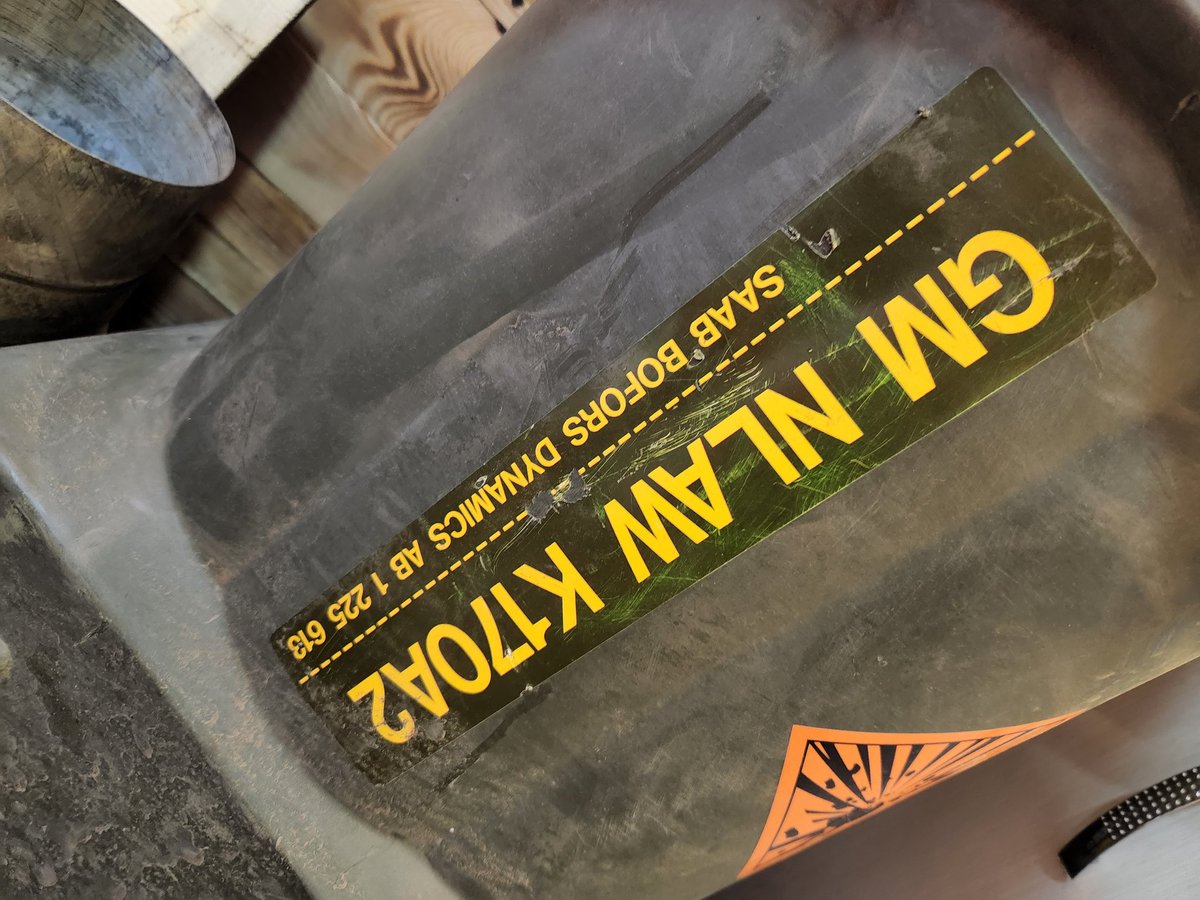 GM NLAW K170A2
SAAB BOFORS DYNAMICS AB 1 225 613